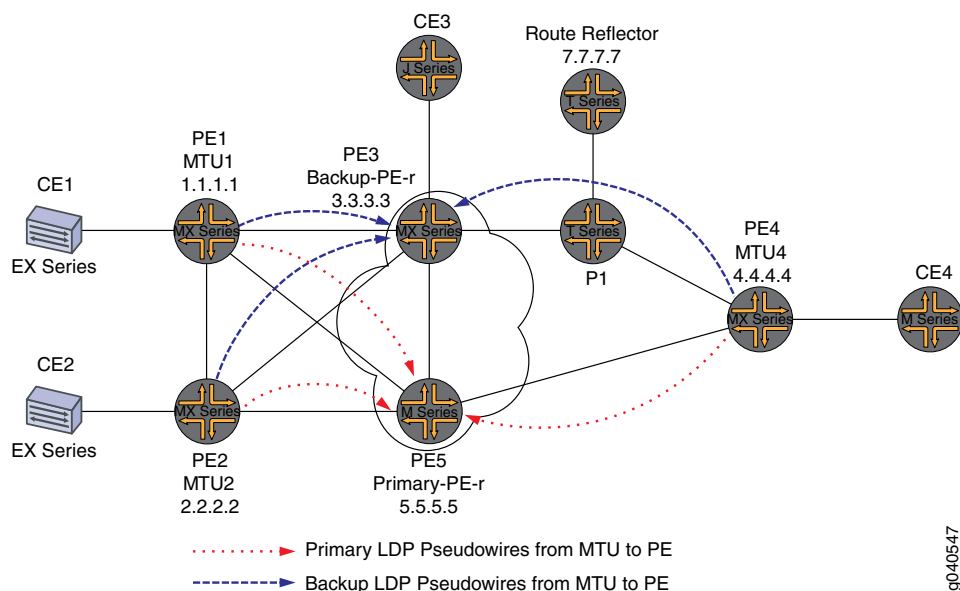 CE3
J Series
Route Reflector
7.7.7.7
T Series
PE1
MTU1
1.1.1.1
MX Series
PE3
Backup-PE-r
3.3.3.3
MX Series
CE1
EX Series
T Series
P1
PE4
MTU4
4.4.4.4
MX Series
CE4
M Series
CE2
EX Series
MX Series
PE2
MTU2
2.2.2.2
M Series
PE5
Primary-PE-r
5.5.5.5
Primary LDP Pseudowires from MTU to PE
Backup LDP Pseudowires from MTU to PE
g040547